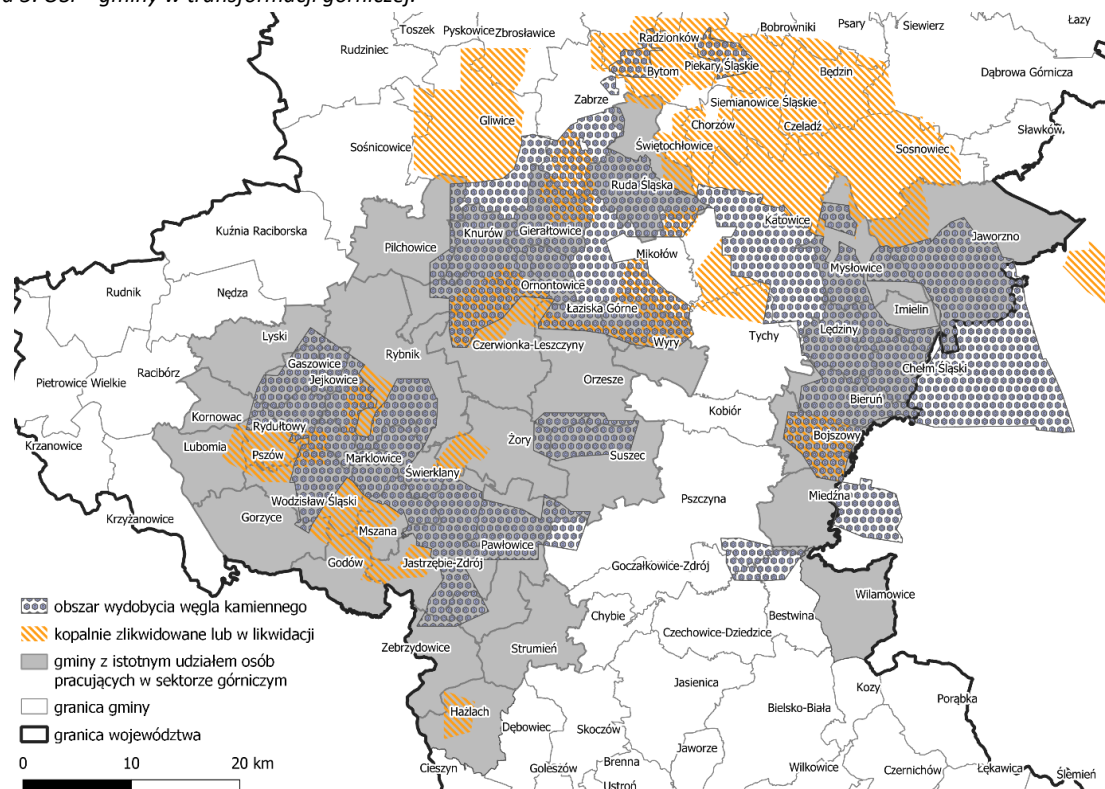 3. OSI – gminy w transformacji górniczej.
Toszek
Pyskowice
Zbrosławice
Radzionków
Bobrowniki
Psary
Siewierz
Łazy
Rudziniec
Bytom
Piekary Śląskie
Będzin
Dąbrowa Górnicza
Zabrze
Siemianowice Śląskie
Gliwice
Chorzów
Czeladź
Sławków
Sośnicowice
Świętochłowice
Sosnowiec
Ruda Śląska
Katowice
Kuźnia Raciborska
Knurów
Gierałtowice
Pilchowice
Mikołów
Jaworzno
Mysłowice
Rudnik
Nędza
Ornontowice
Łaziska Górne
Imielin
Lyski
Czerwionka-Leszczyny
Wyry
Tychy
Lędziny
Rybnik
Gaszowice
Jejkowice
Orzesze
Chełm Śląski
Pietrowice Wielkie
Racibórz
Bieruń
Kornowac
Kobiór
Rydułtowy
Lubomia
Pszów
Żory
Bojszowy
Krzanowice
Marklowice
Suszec
Świerklany
Wodzisław Śląski
Pszczyna
Miedźna
Krzyżanowice
Gorzyce
Mszana
Pawłowice
Godów
Jastrzębie-Zdrój
Goczałkowice-Zdrój
Wilamowice
Chybie
Bestwina
Czechowice-Dziedzice
Zebrzydowice
Strumień
Jasienica
Kozy
Porąbka
Hażlach
Bielsko-Biała
Dębowiec
Skoczów
Jaworze
Cieszyn
Goleszów
Brenna
Wilkowice
Czernichów
Łękawica
Ślemień
Ustroń
obszar wydobycia węgla kamiennego
kopalnie zlikwidowane lub w likwidacji
gminy z istotnym udziałem osób
pracujących w sektorze górniczym
granica gminy
granica województwa
0 10 20 km